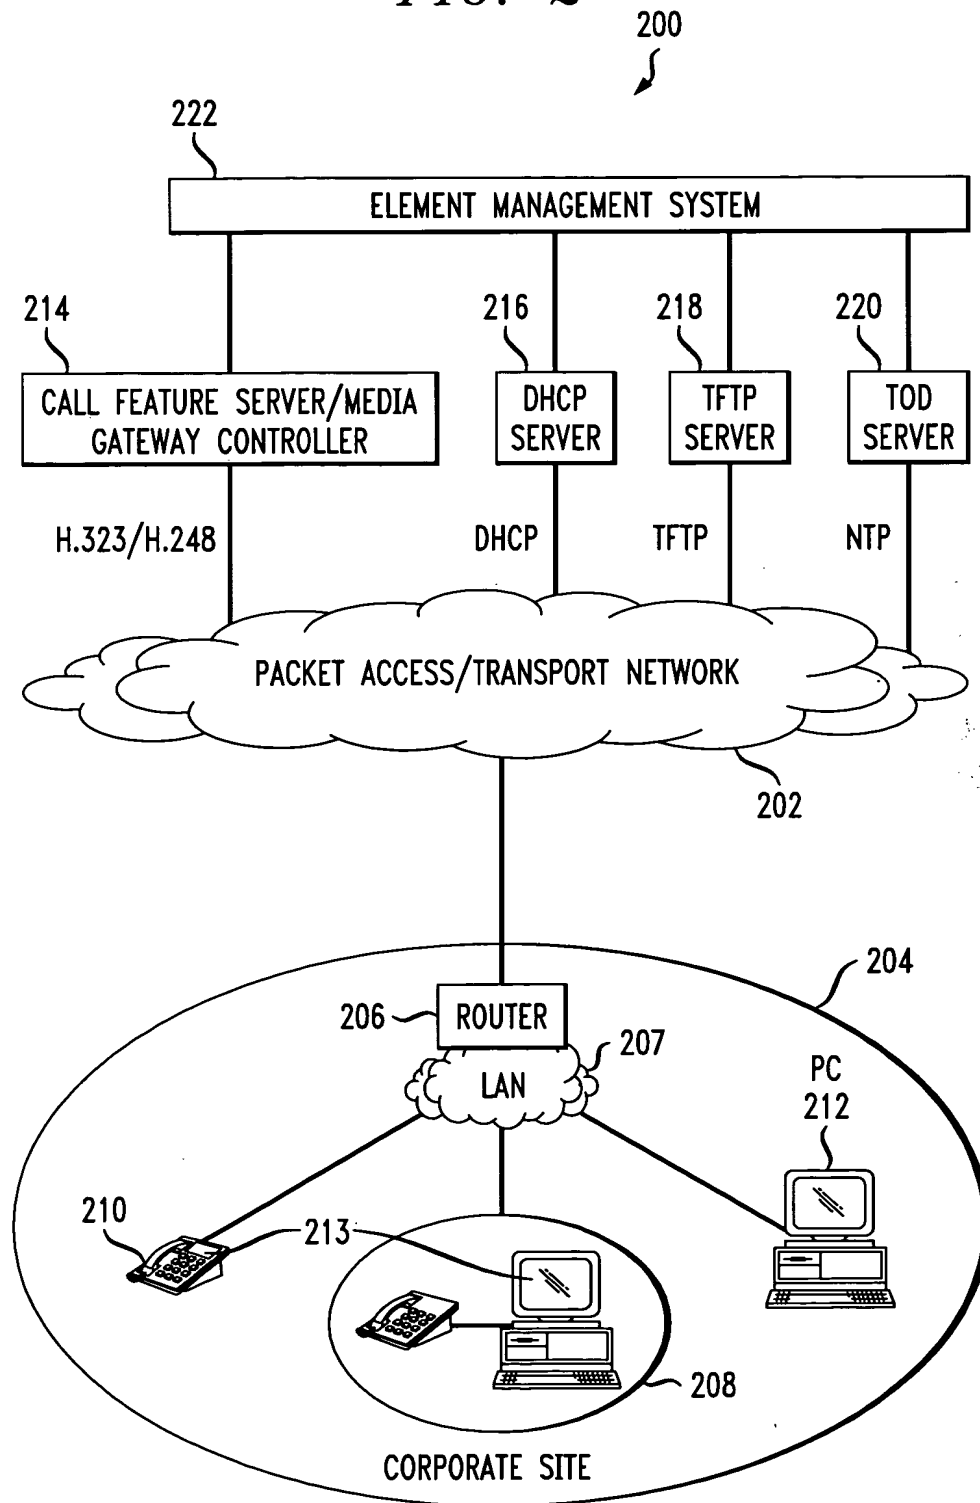 FIG. 2
200
222
ELEMENT MANAGEMENT SYSTEM
214
216
218
220
CALL FEATURE SERVER/MEDIA
GATEWAY CONTROLLER
DHCP
SERVER
TFTP
SERVER
TOD
SERVER
H.323/H.248
DHCP
TFTP
NTP
PACKET ACCESS/TRANSPORT NETWORK
202
204
206
ROUTER
207
LAN
PC
212
210
213
208
CORPORATE SITE